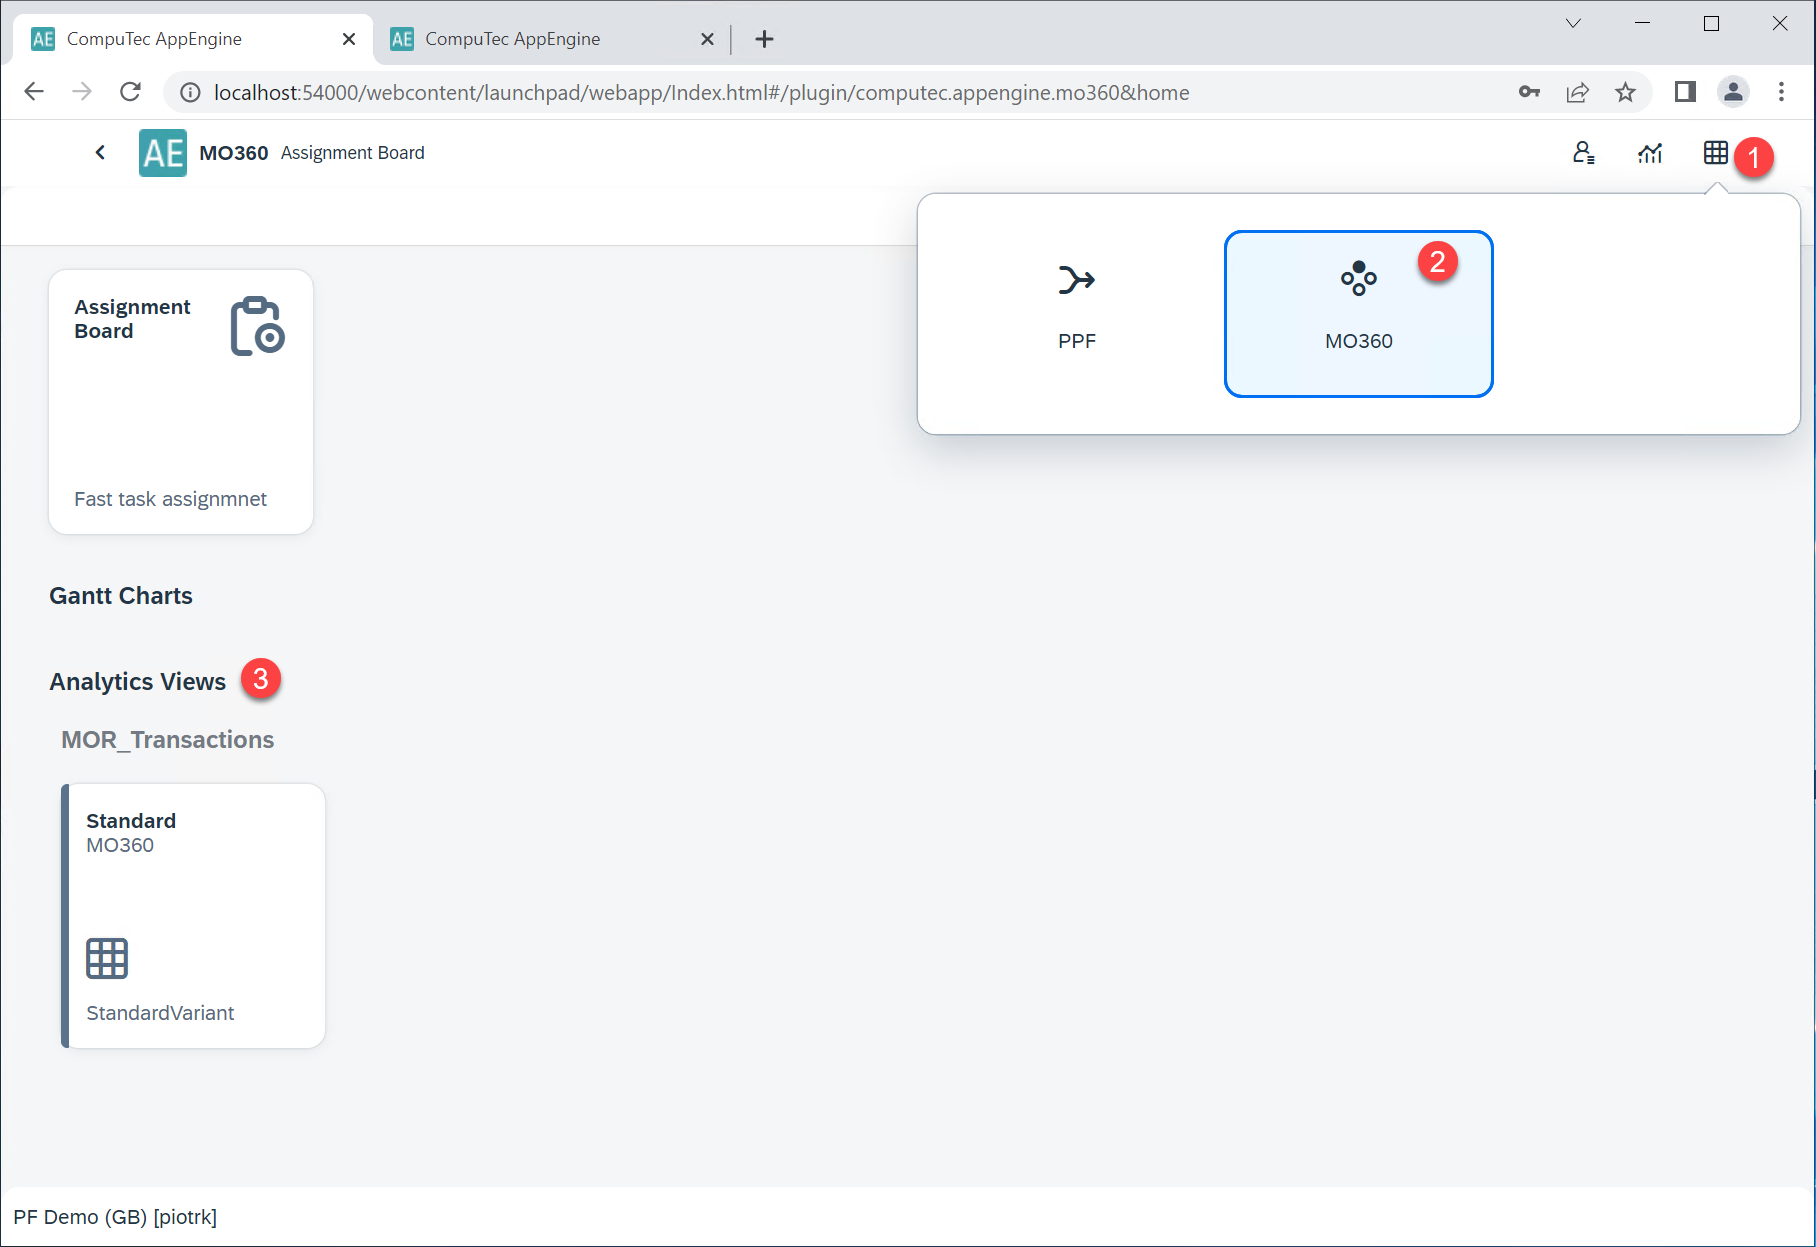 AE CompuTec AppEngine
AE CompuTec AppEngine
localhost:54000/webcontent/launchpad/webapp/Index.html#/plugin/computec.appengine.mo360&home
AE MO360 Assignment Board
1
2
PPF
MO360
Assignment
Board
Fast task assignmnet
Gantt Charts
Analytics Views 3
MOR_Transactions
Standard
MO360
StandardVariant
PF Demo (GB) [piotrk]